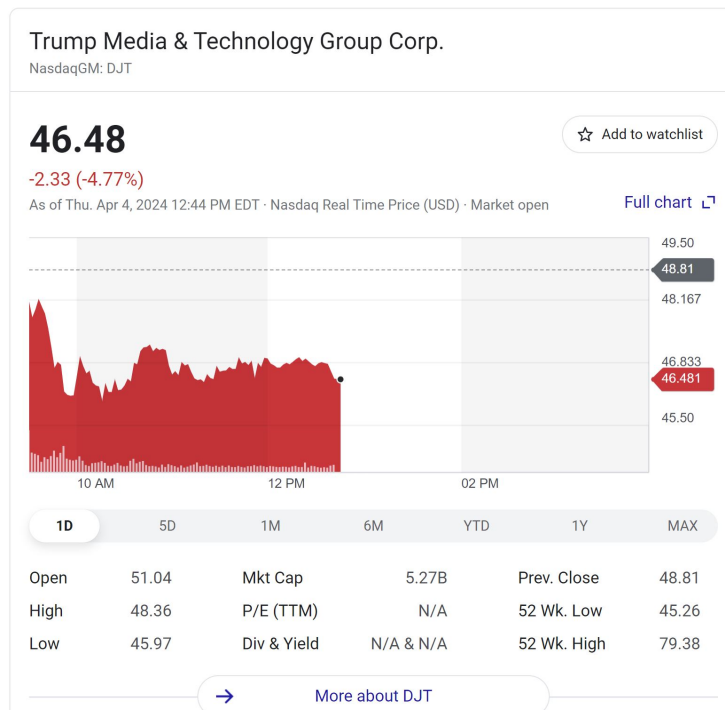 Trump Media & Technology Group Corp.
NasdaqGM: DJT
46.48
Add to watchlist
-2.33 (-4.77%)
As of Thu. Apr 4, 2024 12:44 PM EDT · Nasdaq Real Time Price (USD) · Market open
Full chart
49.50
48.81
48.167
46.833
46.481
45.50
10 AM 12 PM 02 PM
1D 5D 1M 6M YTD 1Y MAX
Open 51.04 Mkt Cap 5.27B Prev. Close 48.81
High 48.36 P/E (TTM) N/A 52 Wk. Low 45.26
Low 45.97 Div & Yield N/A & N/A 52 Wk. High 79.38
More about DJT